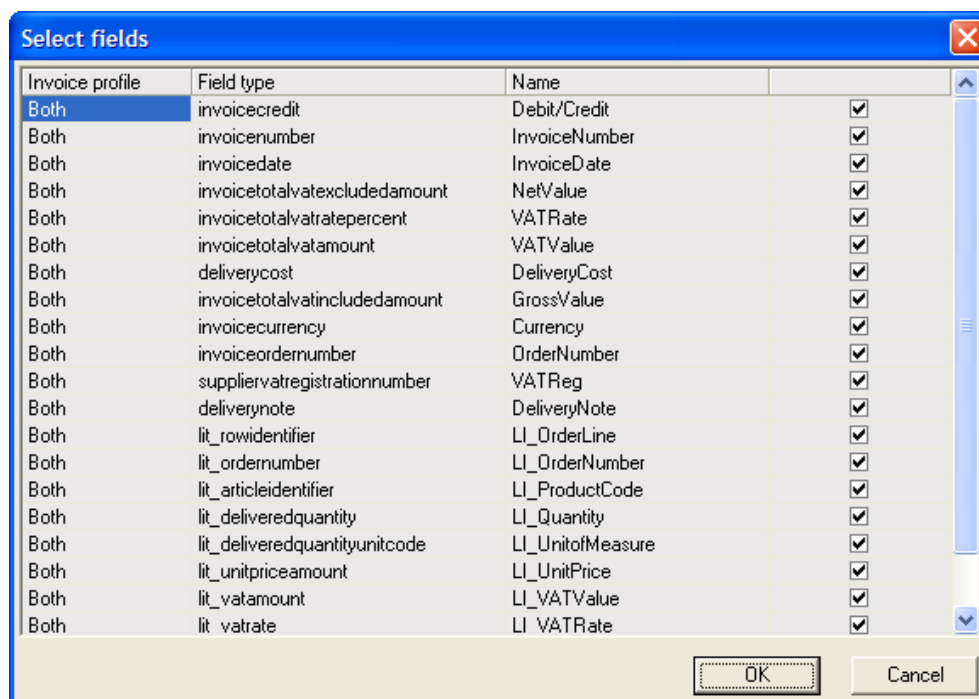 Select fields
Invoice profile Field type Name
Both invoicecredit Debit/Credit
Both invoicenumber InvoiceNumber
Both invoicedate InvoiceDate
Both invoicetotalvatexcludedamount NetValue
Both invoicetotalvatratepercent VATRate
Both invoicetotalvatamount VATValue
Both deliverycost DeliveryCost
Both invoicetotalvatincludedamount GrossValue
Both invoicecurrency Currency
Both invoiceordernumber OrderNumber
Both suppliervatregistrationnumber VATReg
Both deliverynote DeliveryNote
Both lit_rowidentifier LI_OrderLine
Both lit_ordernumber LI_OrderNumber
Both lit_articleidentifier LI_ProductCode
Both lit_deliveredquantity LI_Quantity
Both lit_deliveredquantityunitcode LI_UnitofMeasure
Both lit_unitpriceamount LI_UnitPrice
Both lit_vatamount LI_VATValue
Both lit_vatrate LI_VATRate
OK Cancel